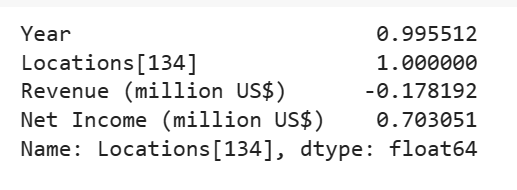 Year 0.995512
Locations[134] 1.000000
Revenue (million US$) -0.178192
Net Income (million US$) 0.703051
Name: Locations[134], dtype: float64